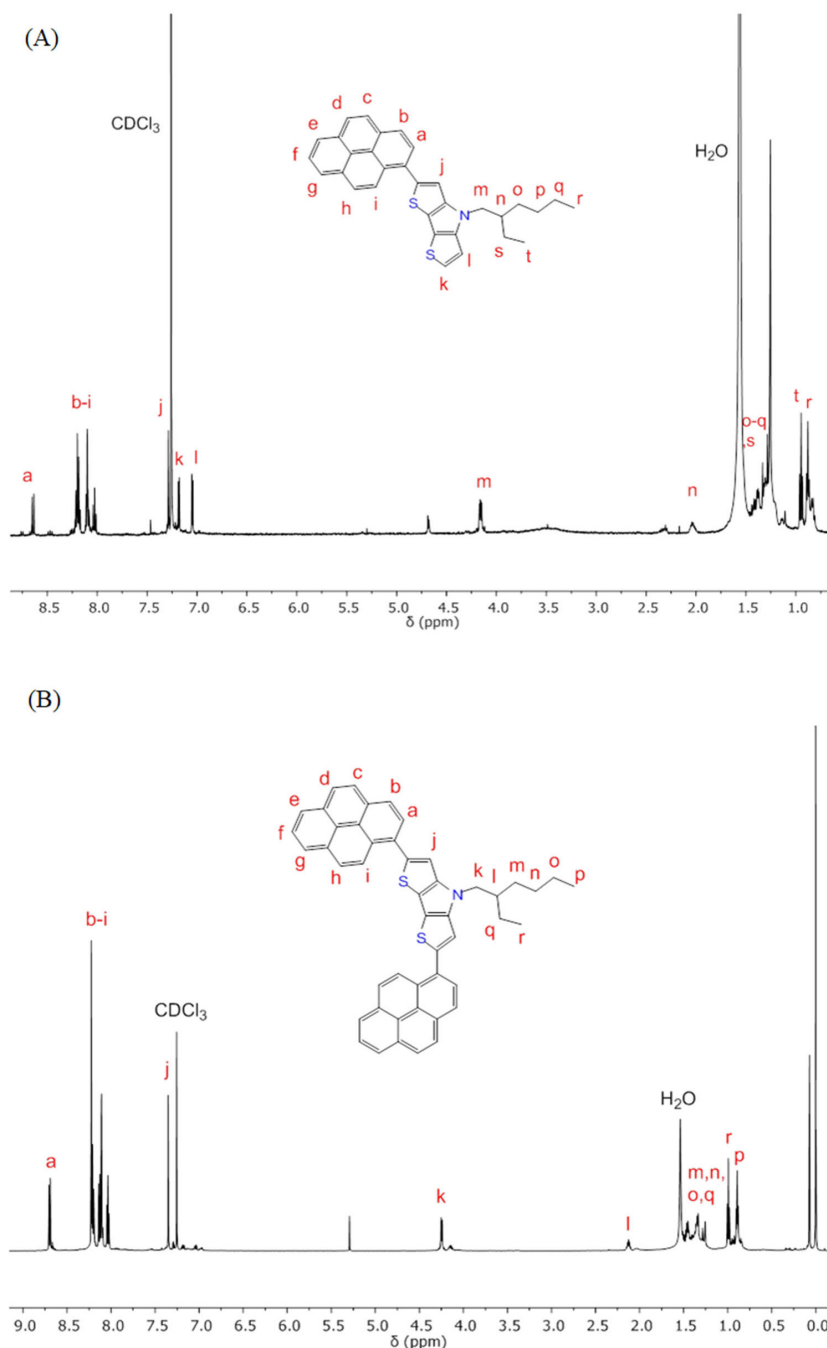 (A)
CDCl3
H2O
d
c
b
e
a
f
j
g
h
i
m
o
p
q
n
r
S
N
s
t
S
l
k
b-i
j
a
k
l
m
n
o-q
,s
t
r
8.5 8.0 7.5 7.0 6.5 6.0 5.5 5.0 4.5 4.0 3.5 3.0 2.5 2.0 1.5 1.0
δ (ppm)
(B)
d
c
b
e
a
f
j
g
h
i
k
l
m
n
o
p
S
N
q
r
S
b-i
CDCl3
j
a
k
l
H2O
m,n,
o,q
r
p
9.0 8.5 8.0 7.5 7.0 6.5 6.0 5.5 5.0 4.5 4.0 3.5 3.0 2.5 2.0 1.5 1.0 0.5 0.0
δ (ppm)